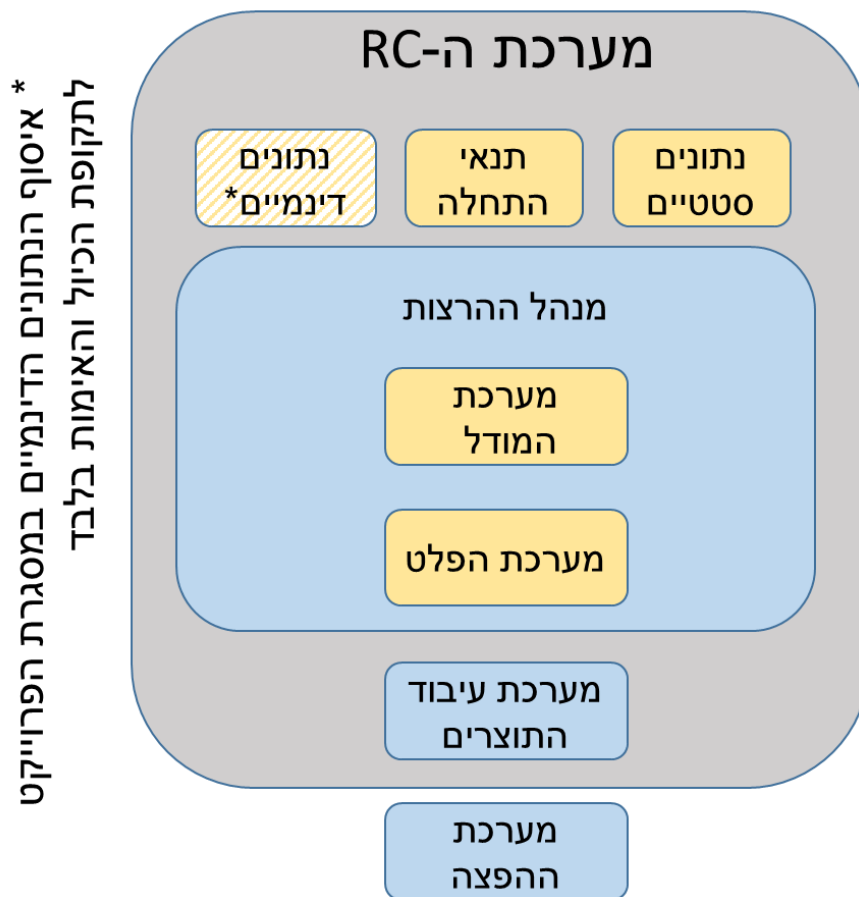 מערכת ה-RC
נתונים
סטטיים
תנאי
התחלה
נתונים
דינמיים*
מנהל ההרצות
מערכת
המודל
מערכת הפלט
מערכת עיבוד
התוצרים
מערכת
ההפצה
* איסוף הנתונים הדינמיים במסגרת הפרוייקט
לתקופת הכיול והאימות בלבד